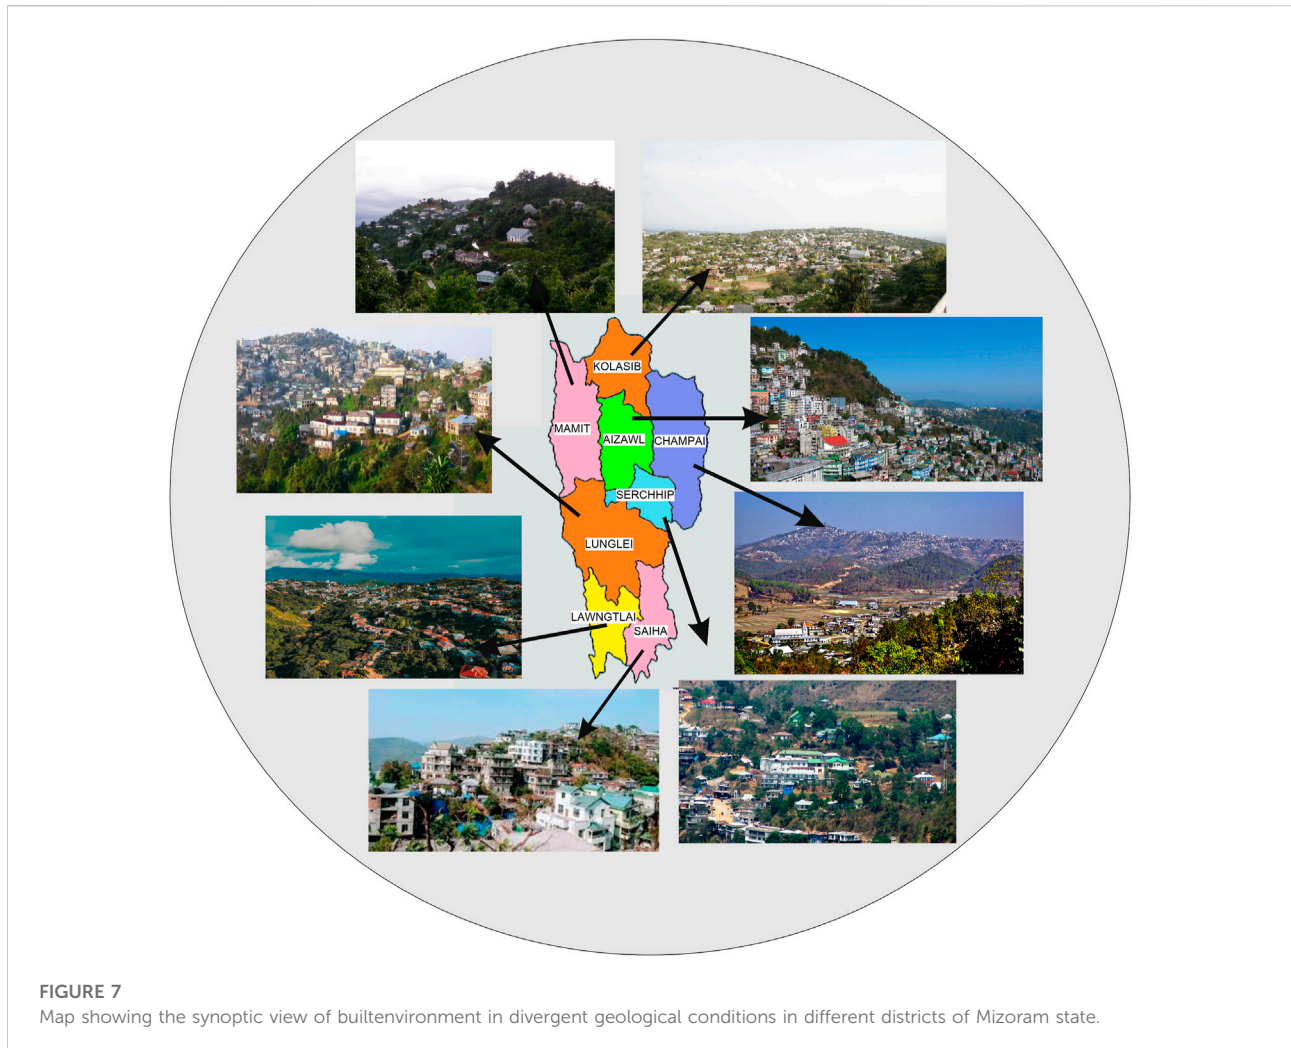 KOLASIB
MAMIT
AIZAWL
CHAMPAI
SERCHHIP
LUNGLEI
LAWNGTLAI
SAIHA
FIGURE 7
Map showing the synoptic view of builtenvironment in divergent geological conditions in different districts of Mizoram state.